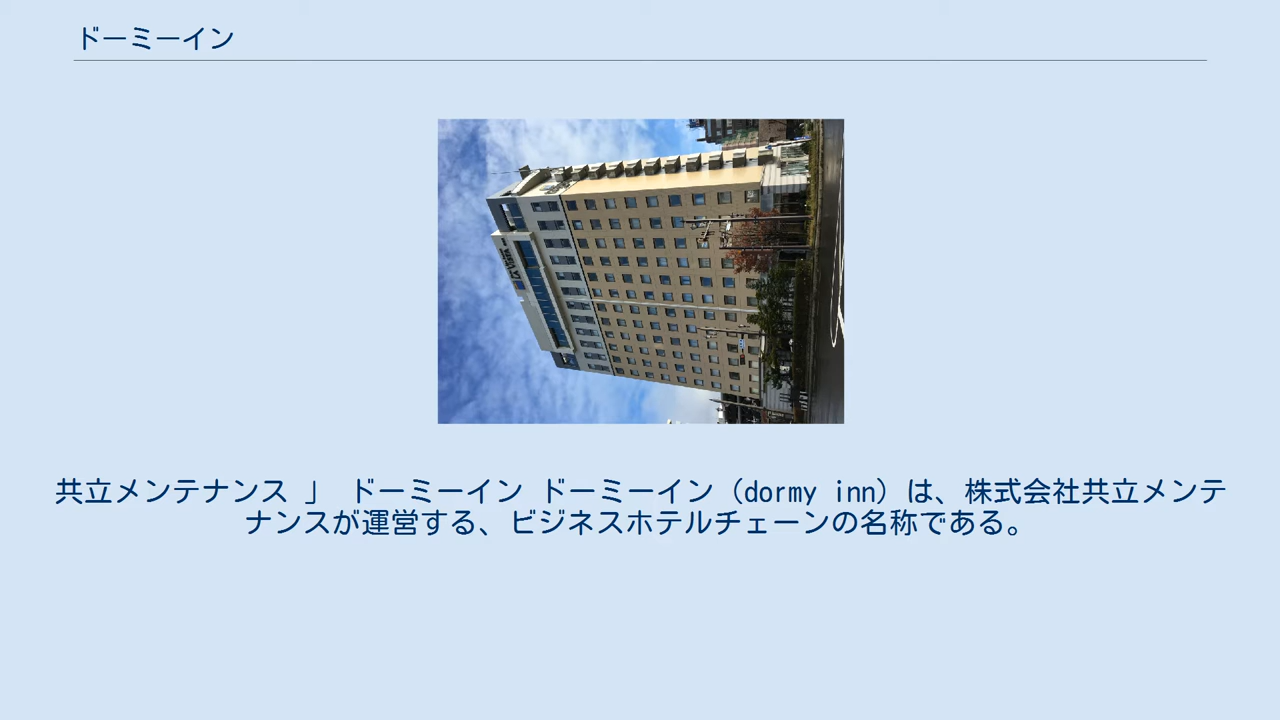 ドーミーイン
共立メンテナンス 」 ドーミーイン ドーミーイン（dormy inn）は、株式会社共立メンテ
ナンスが運営する、ビジネスホテルチェーンの名称である。